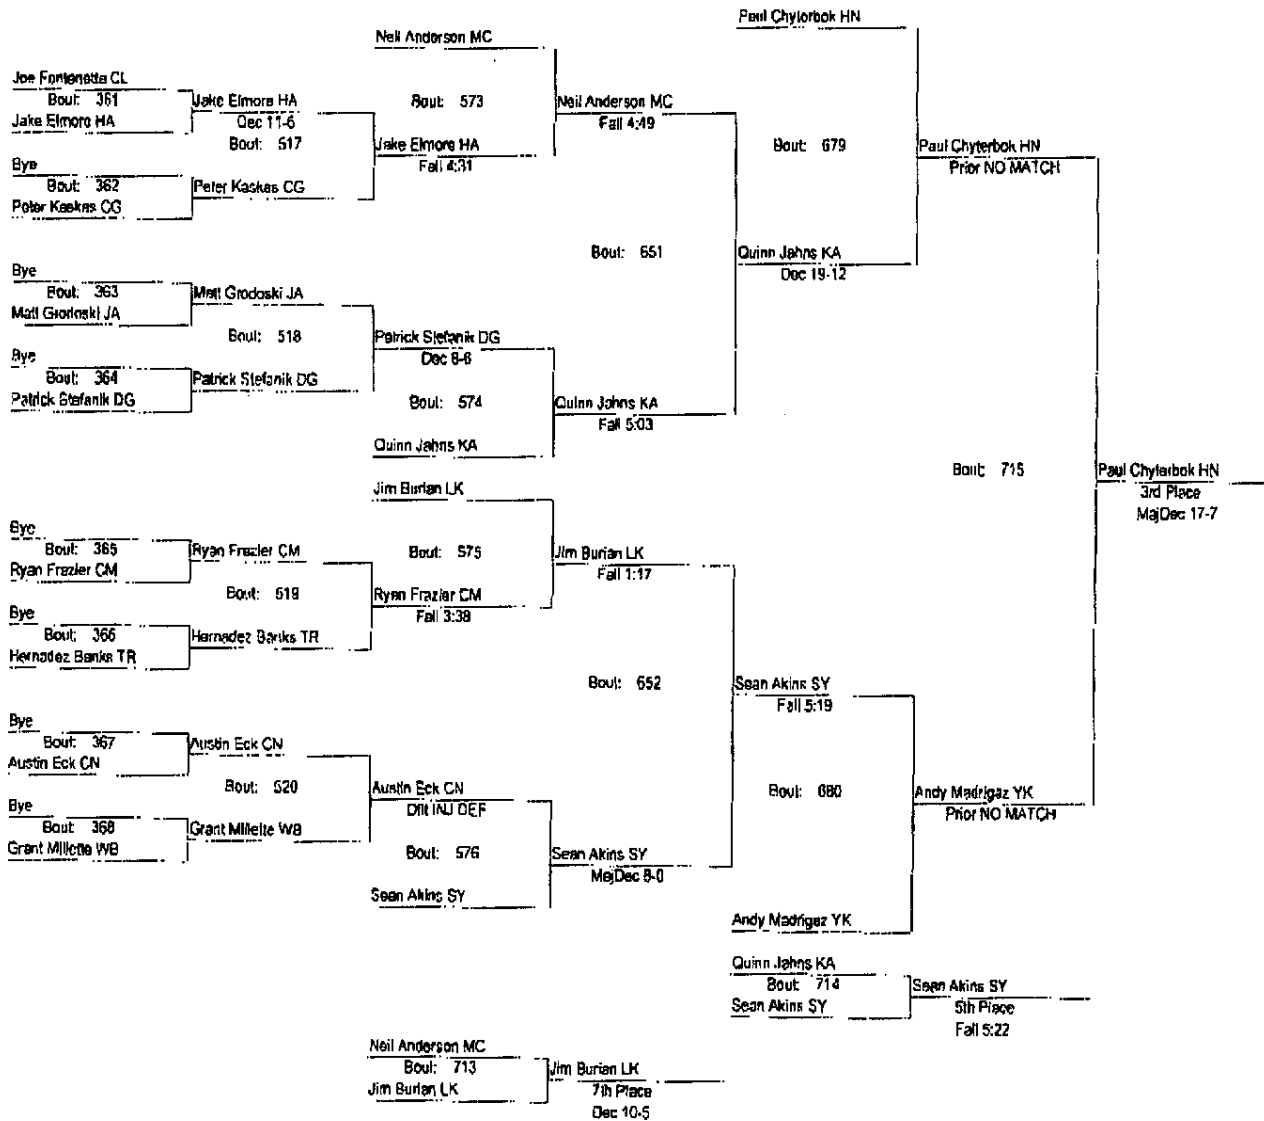 Paul Chyterbok HN
Neil Anderson MC
Joe Fontenetta CL
Bout: 361
Jake Elmore HA
Jake Elmore HA
Dec 11-6
Bout: 517
Bout: 573
Neil Anderson MC
Fall 4:49
Jake Elmore HA
Fall 4:31
Bout: 679
Paul Chyterbok HN
Prior NO MATCH
Bye
Bout: 362
Peter Kaskas CG
Peter Kaskas CG
Bout: 651
Quinn Jahns KA
Dec 19-12
Bye
Bout: 363
Matt Grodoski JA
Matt Grodoski JA
Bout: 518
Patrick Stefanik DG
Dec 8-6
Bye
Bout: 364
Patrick Stefanik DG
Patrick Stefanik DG
Bout: 574
Quinn Jahns KA
Fall 5:03
Quinn Jahns KA
Bout: 715
Paul Chyterbok HN
3rd Place
MajDec 17-7
Jim Burian LK
Bye
Bout: 365
Ryan Frazier CM
Ryan Frazier CM
Bout: 575
Jim Burian LK
Fall 1:17
Bout: 519
Ryan Frazier CM
Fall 3:38
Bye
Bout: 366
Hernadez Banks TR
Hernadez Banks TR
Bout: 652
Sean Akins SY
Fall 5:19
Bye
Bout: 367
Austin Eck CN
Austin Eck CN
Bout: 520
Austin Eck CN
Dflt INJ DEF
Bout: 680
Andy Madrigaz YK
Prior NO MATCH
Bye
Bout: 368
Grant Millette WB
Grant Millette WB
Bout: 576
Sean Akins SY
MajDec 8-0
Sean Akins SY
Andy Madrigaz YK
Quinn Jahns KA
Bout: 714
Sean Akins SY
Sean Akins SY
5th Place
Fall 5:22
Neil Anderson MC
Bout: 713
Jim Burian LK
Jim Burian LK
7th Place
Dec 10-5